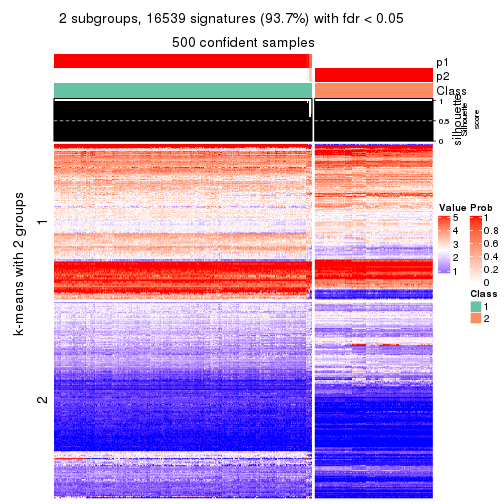 2 subgroups, 16539 signatures (93.7%) with fdr < 0.05
500 confident samples
p1
p2
Class
1
0.5
0
silhouette
Silhouette
score
k-means with 2 groups
1
2
Value
5
4
3
2
1
Prob
1
0.8
0.6
0.4
0.2
0
Class
1
2